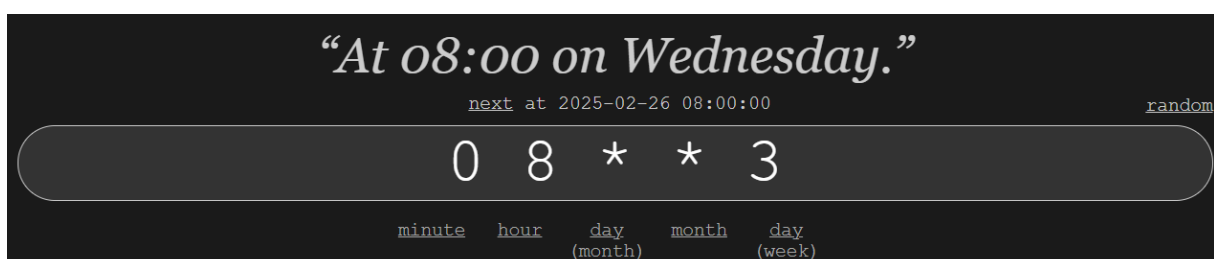 “At 08:00 on Wednesday.”
next at 2025-02-26 08:00:00
random
0 8 * * 3
minute hour day (month) month day (week)